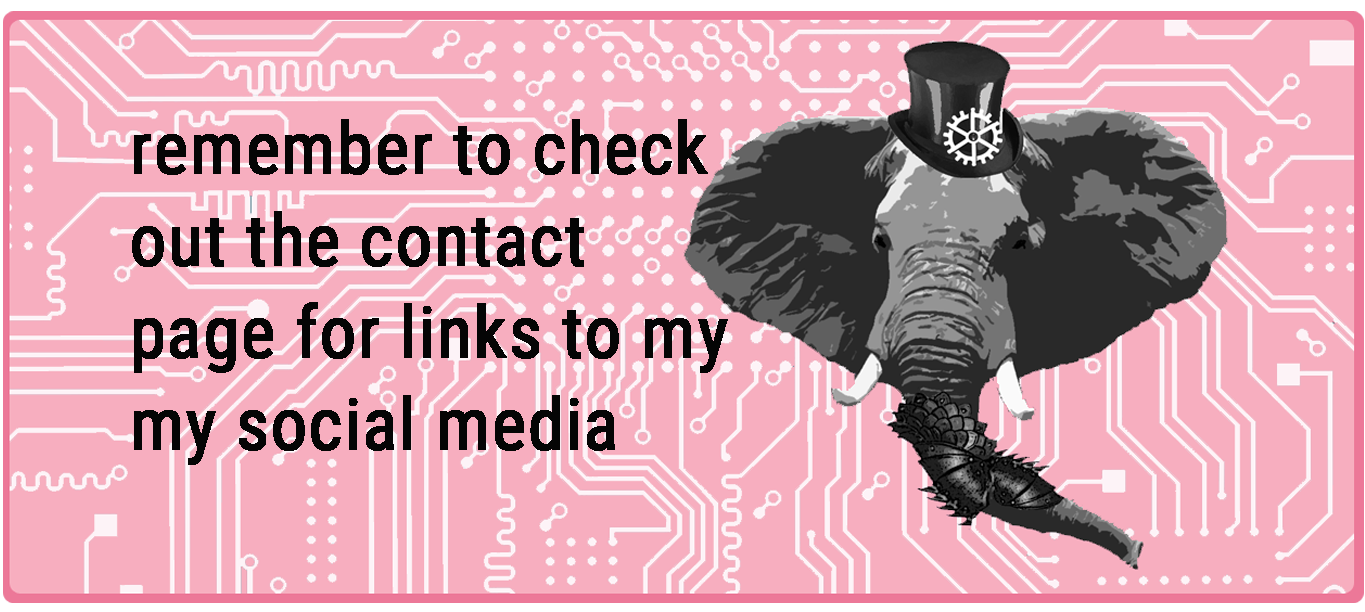 remember to check
out the contact
page for links to my
my social media